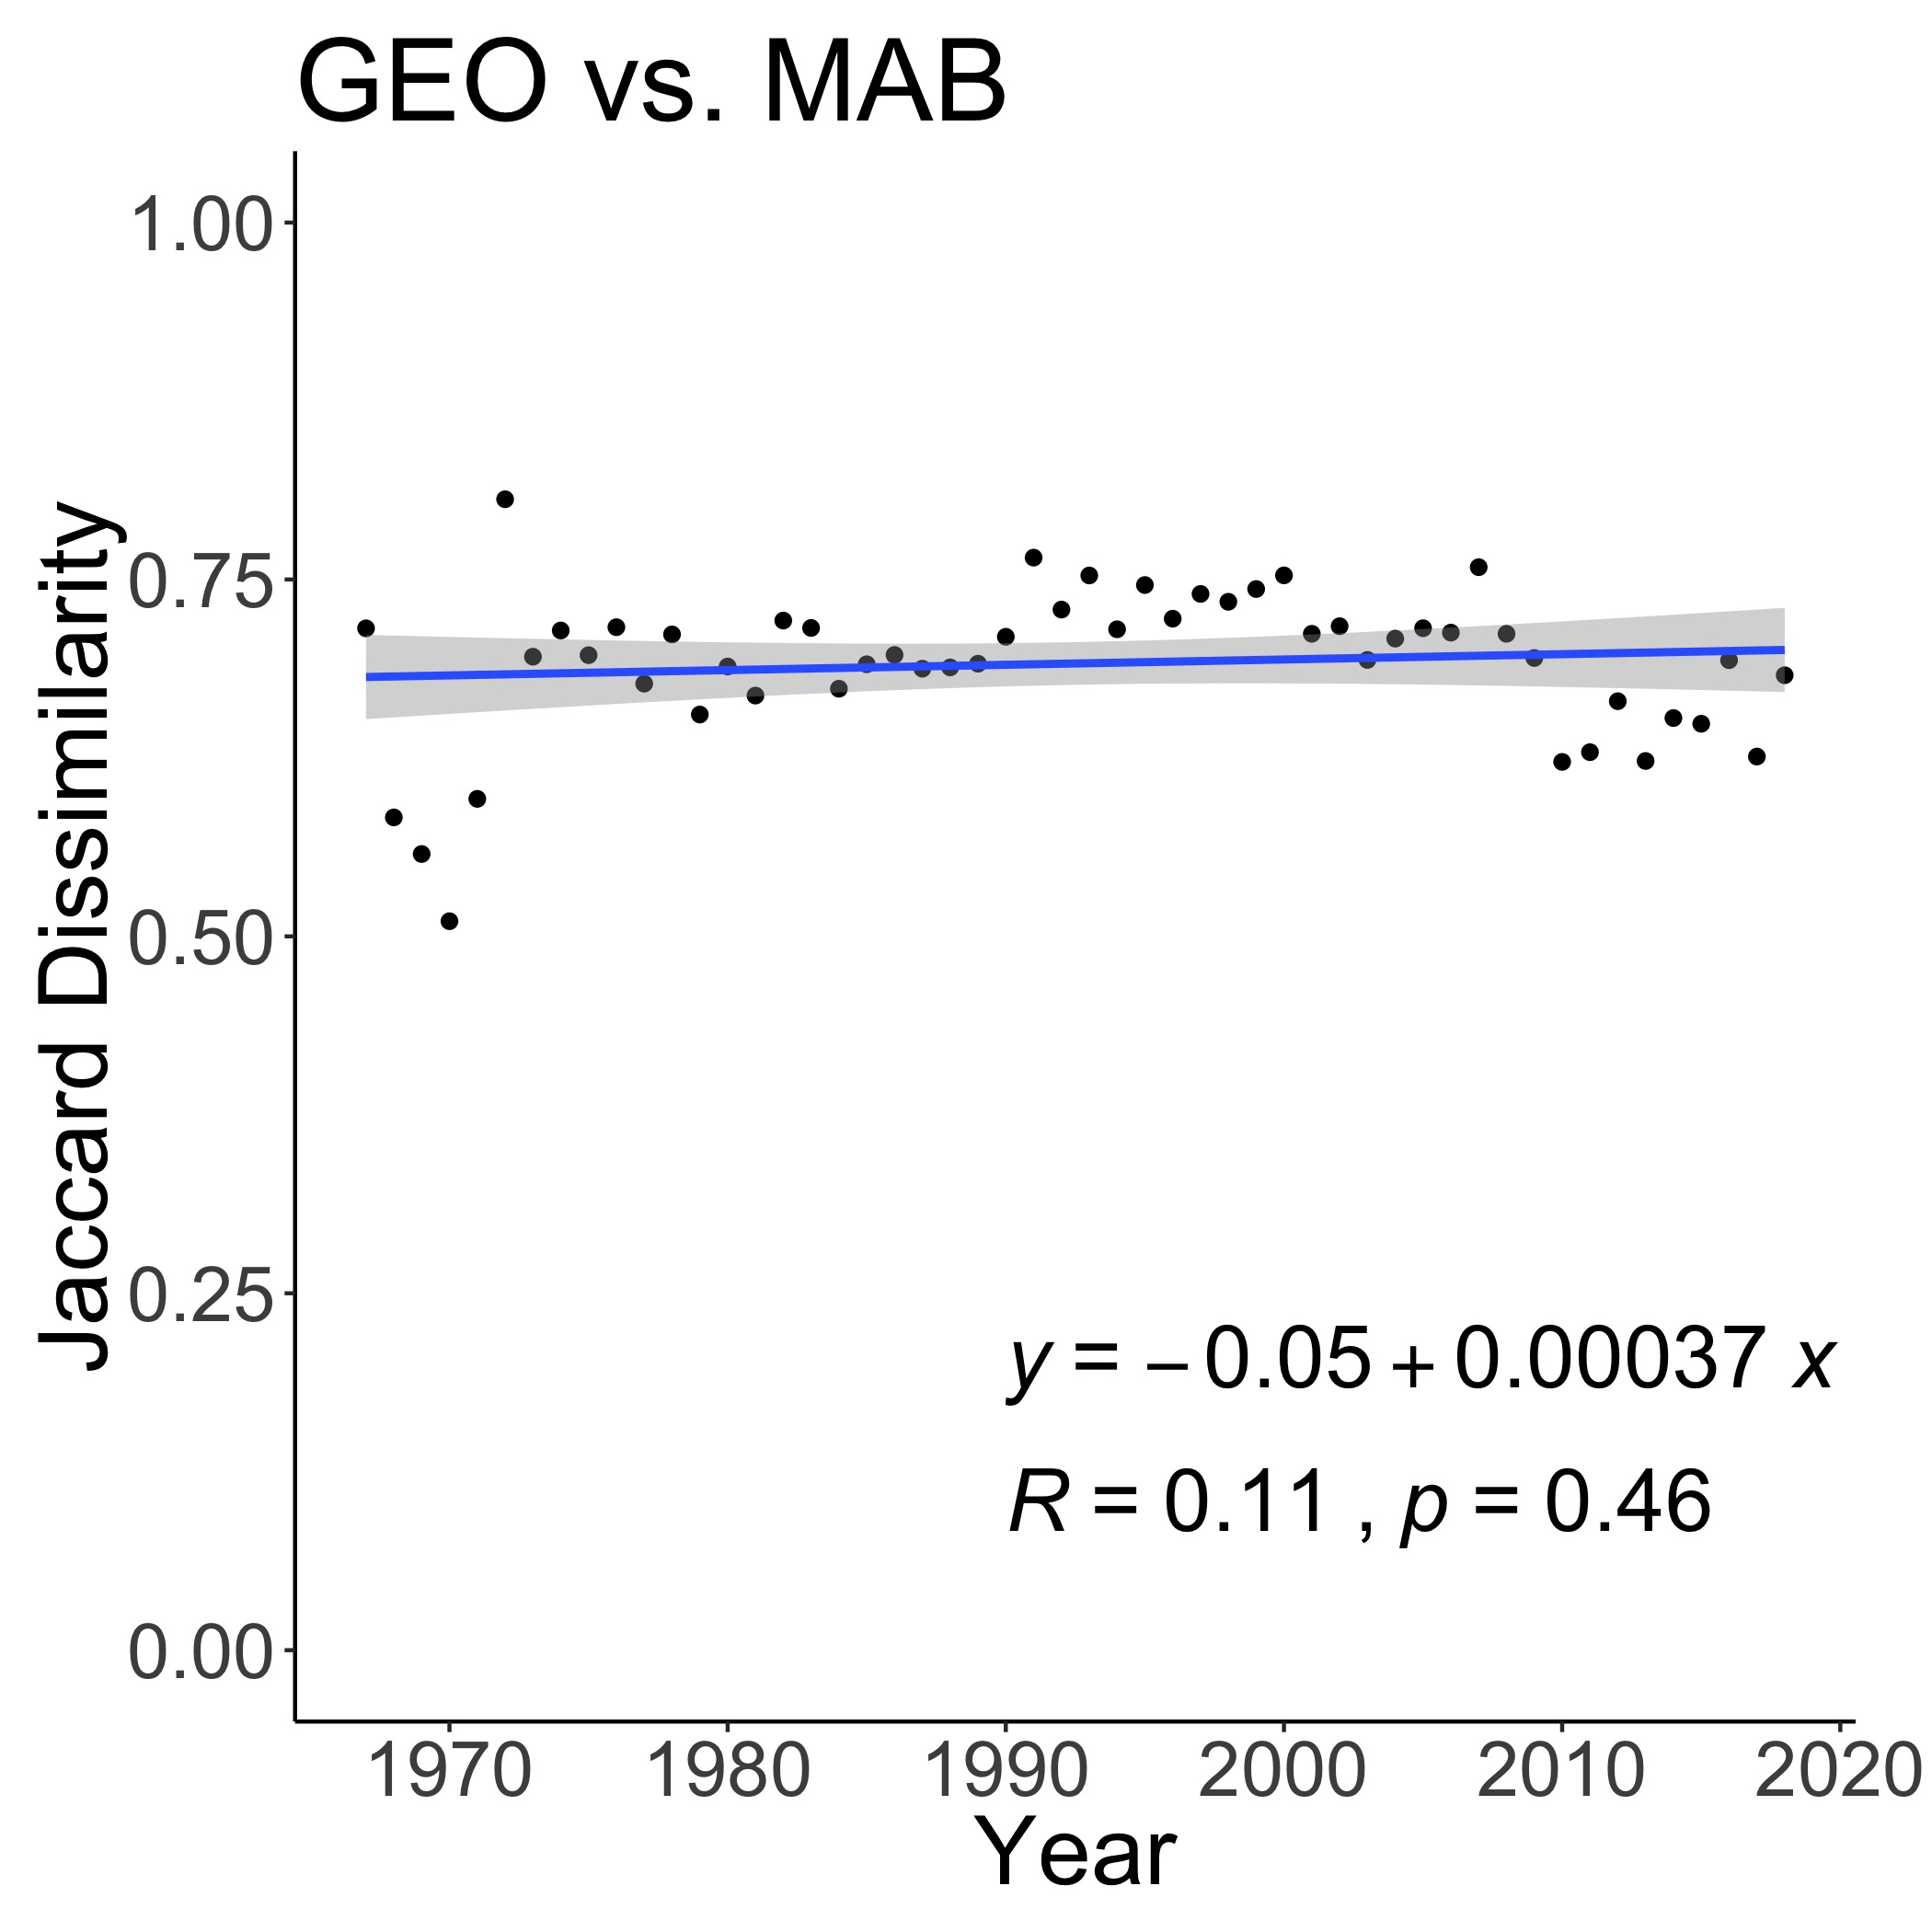 GEO vs. MAB
1.00
0.75
0.50
0.25
0.00
Jaccard Dissimilarity
y = − 0.05 + 0.00037 x
R = 0.11 , p = 0.46
1970 1980 1990 2000 2010 2020
Year